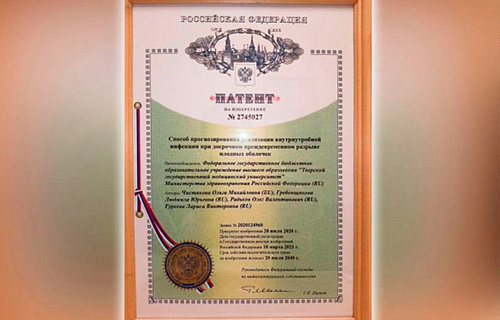 РОССИЙСКАЯ ФЕДЕРАЦИЯ
ПАТЕНТ
НА ИЗОБРЕТЕНИЕ
№ 2745027
Способ прогнозирования реализации внутриутробной
инфекции при досрочном преждевременном разрыве
плодных оболочек
Патентообладатель: Федеральное государственное бюджетное
образовательное учреждение высшего образования "Тверской
государственный медицинский университет"
Министерства здравоохранения Российской Федерации (RU)
Авторы: Чистякова Ольга Михайловна (RU), Гребенщикова
Людмила Юрьевна (RU), Радьков Олег Валентинович (RU),
Гуреева Лариса Викторовна (RU)
Заявка № 2020124960
Приоритет изобретения 28 июля 2020 г.
Дата государственной регистрации
в Государственном реестре изобретений
Российской Федерации 18 марта 2021 г.
Срок действия исключительного права
на изобретение истекает 28 июля 2040 г.
Руководитель Федеральной службы
по интеллектуальной собственности
Г.П. Ивлиев